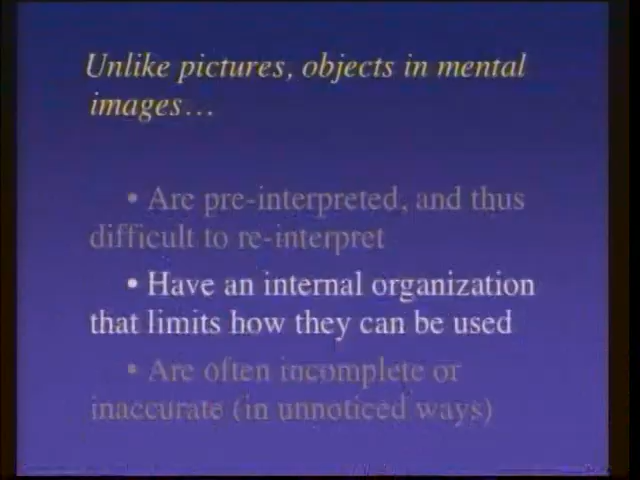 Unlike pictures, objects in mental
images…
• Are pre-interpreted, and thus
difficult to re-interpret
• Have an internal organization
that limits how they can be used
• Are often incomplete or
inaccurate (in unnoticed ways)